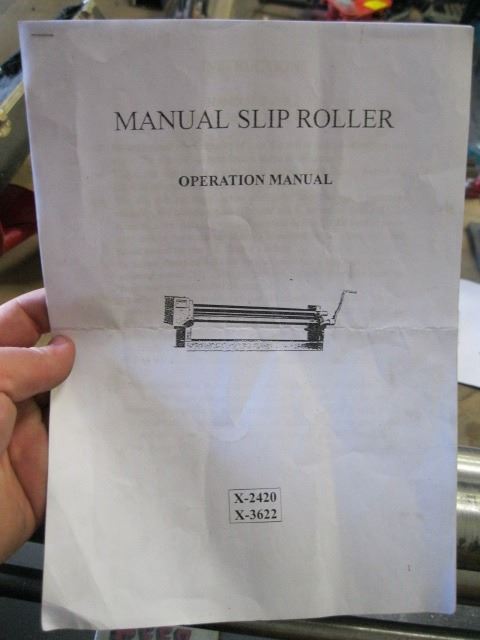 MANUAL SLIP ROLLER
OPERATION MANUAL
X-2420
X-3622